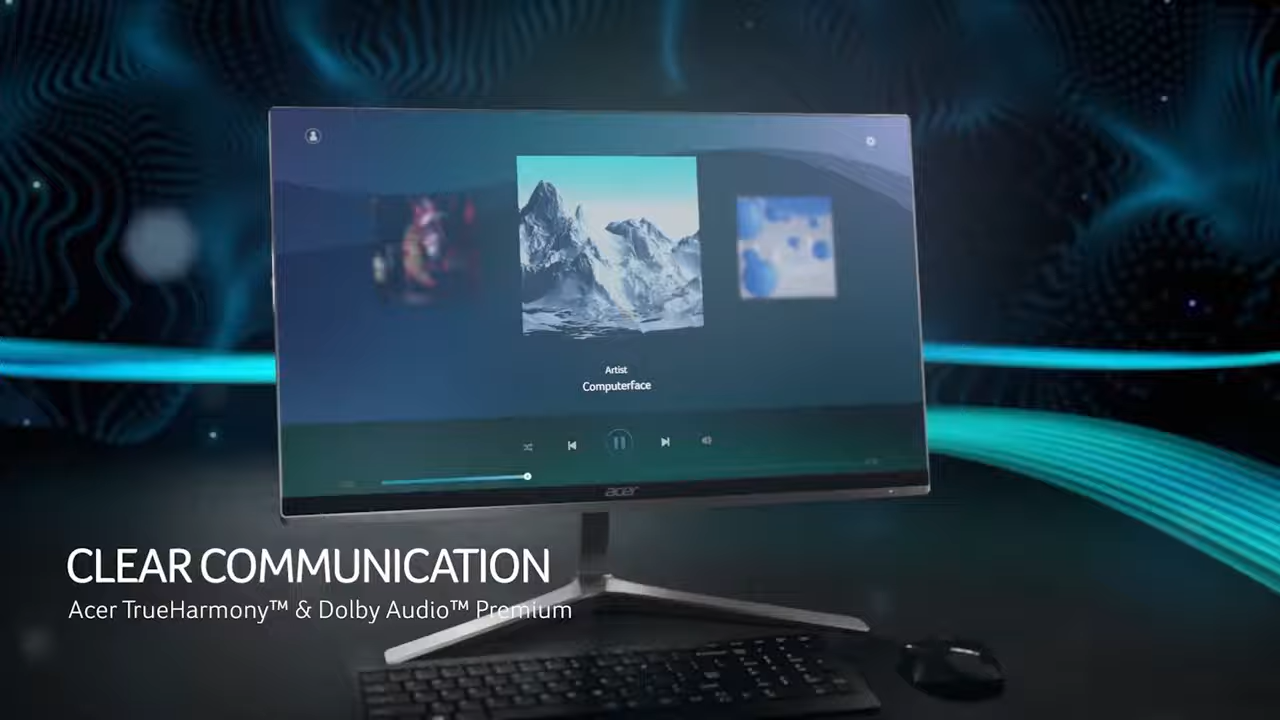 Artist
Computerface
acer
CLEAR COMMUNICATION
Acer TrueHarmony™ & Dolby Audio™ Premium